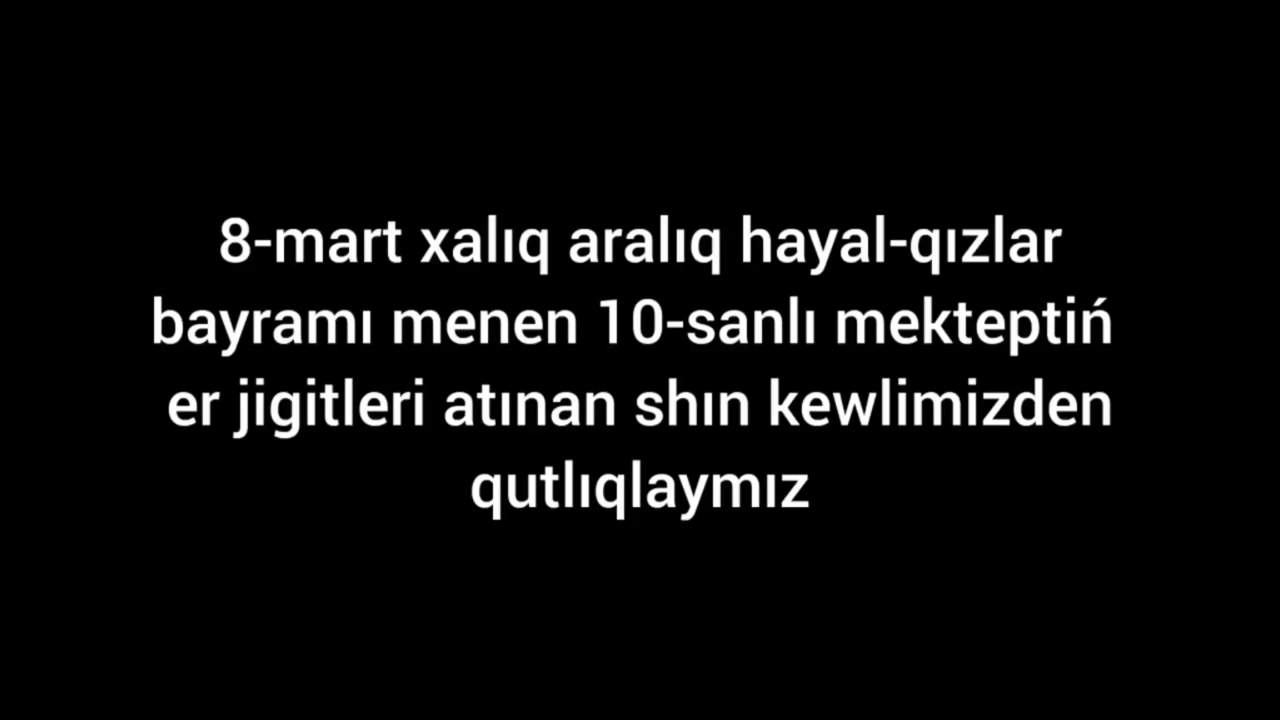 8-mart xalıq aralıq hayal-qızlar
bayramı menen 10-sanlı mekteptiń
er jigitleri atınan shın kewlimizden
qutlıqlaymız